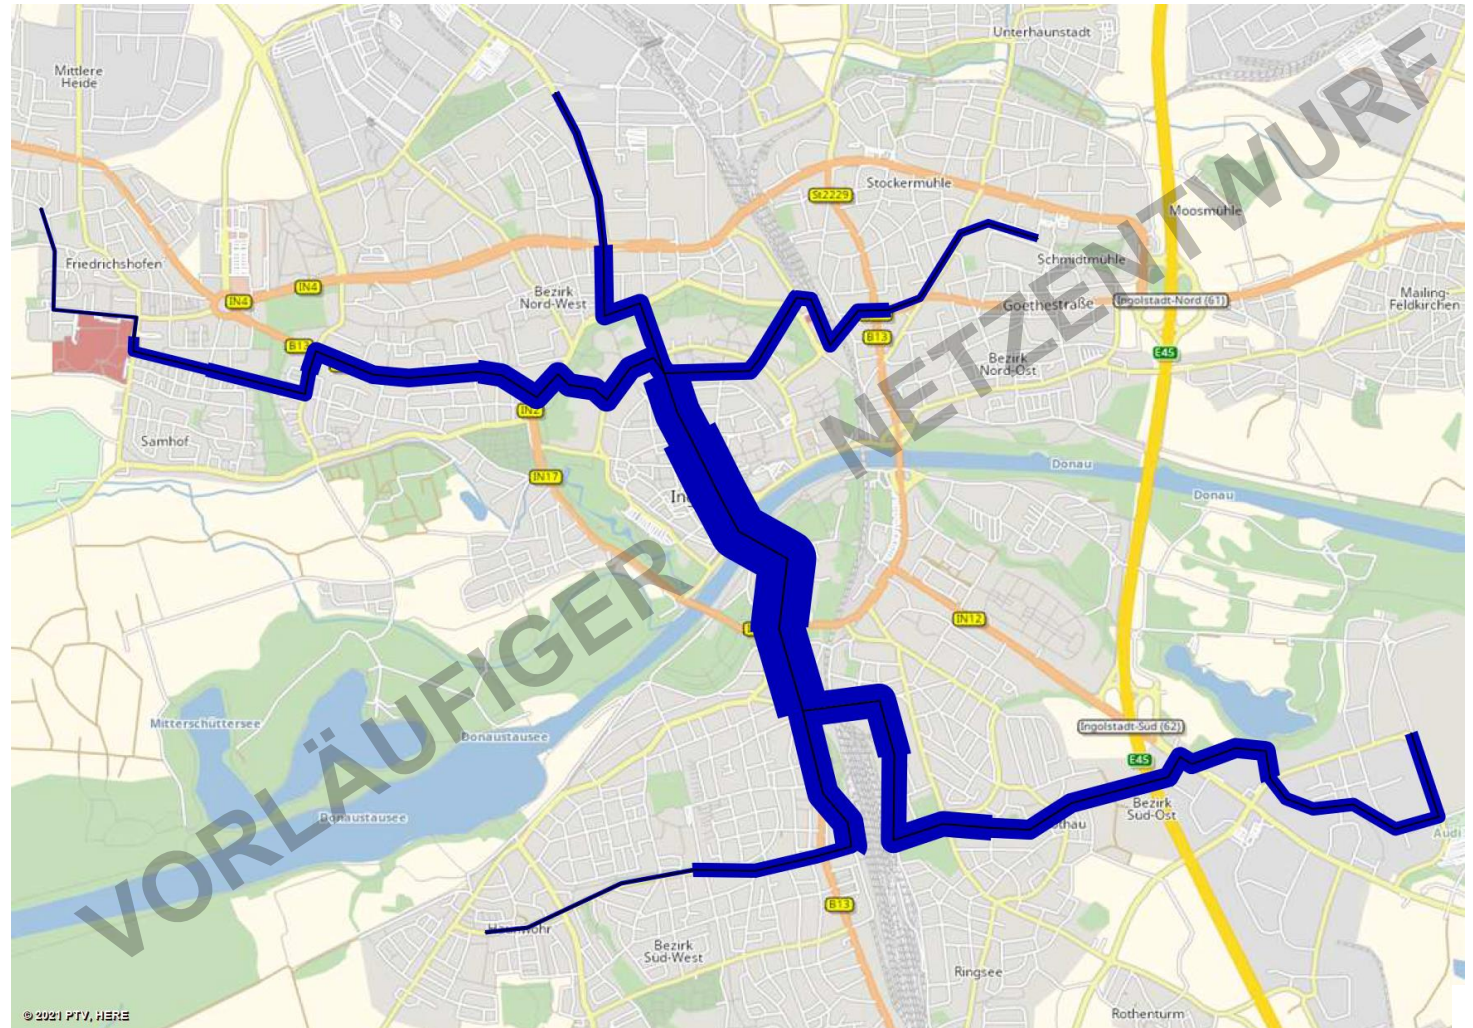 Unterhaunstadt
Mittlere
Heide
Stockermühle
St2229
Moosmühle
Friedrichshofen
Schmidtmühle
IN4
IN4
Bezirk
Nord-West
Goethestraße
Ingolstadt-Nord (61)
Mailing-
Feldkirchen
B13
B13
E45
Bezirk
Nord-Ost
IN2
Samhof
Donau
IN17
Donau
NETZENTWURF
IN12
VORLÄUFIGER
Mitterschüttersee
Donaustausee
Ingolstadt-Süd (62)
E45
Bezirk
Süd-Ost
Donaustausee
Audi
B13
Bezirk
Süd-West
Ringsee
Rothenturm
© 2021 PTV, HERE